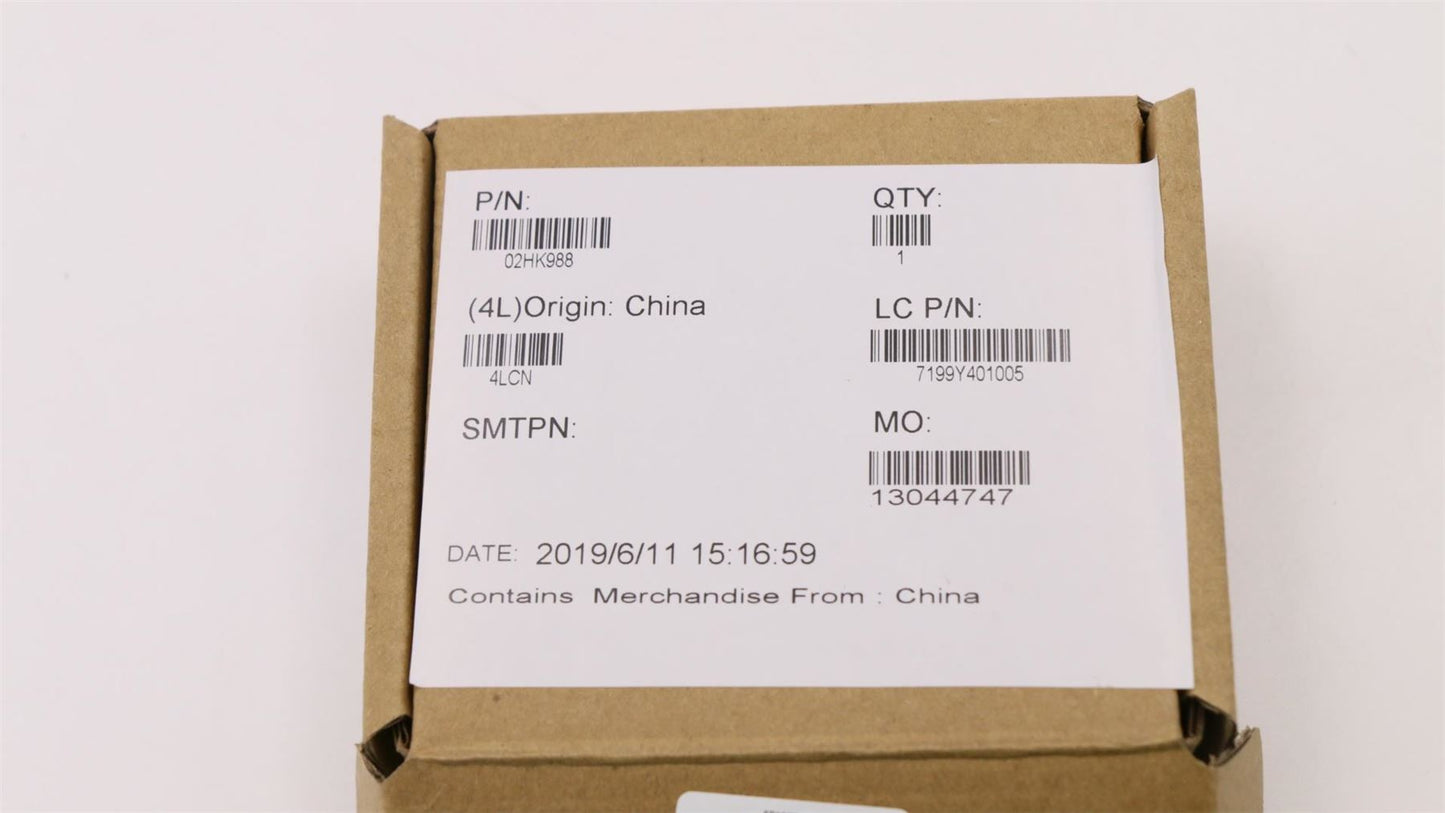 P/N:
02HK988
QTY:
1
(4L)Origin: China
4LCN
LC P/N:
7199Y401005
SMTPN:
MO:
13044747
DATE: 2019/6/11 15:16:59
Contains Merchandise From : China